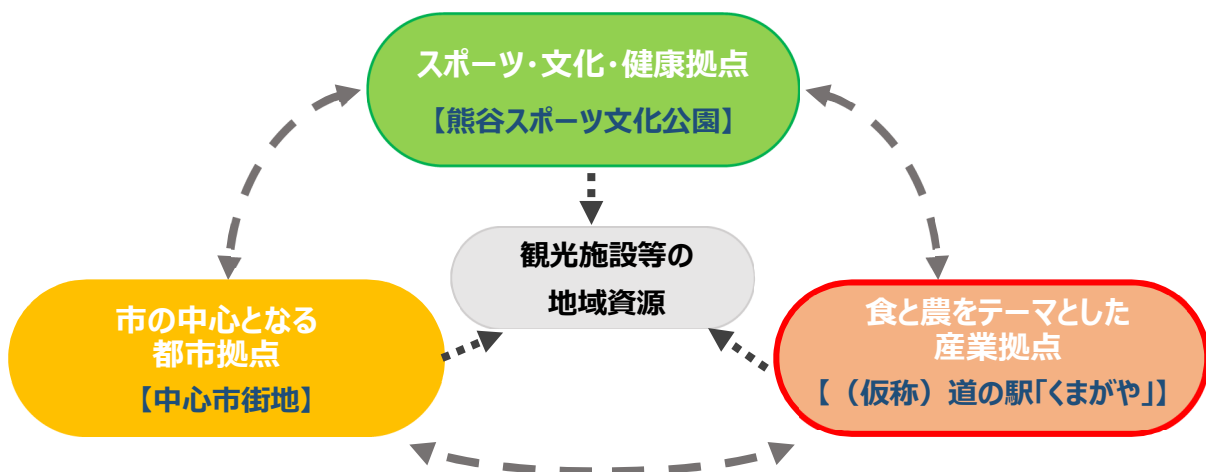 スポーツ・文化・健康拠点
【熊谷スポーツ文化公園】
観光施設等の
地域資源
市の中心となる
都市拠点
【中心市街地】
食と農をテーマとした
産業拠点
【（仮称）道の駅「くまがや」】